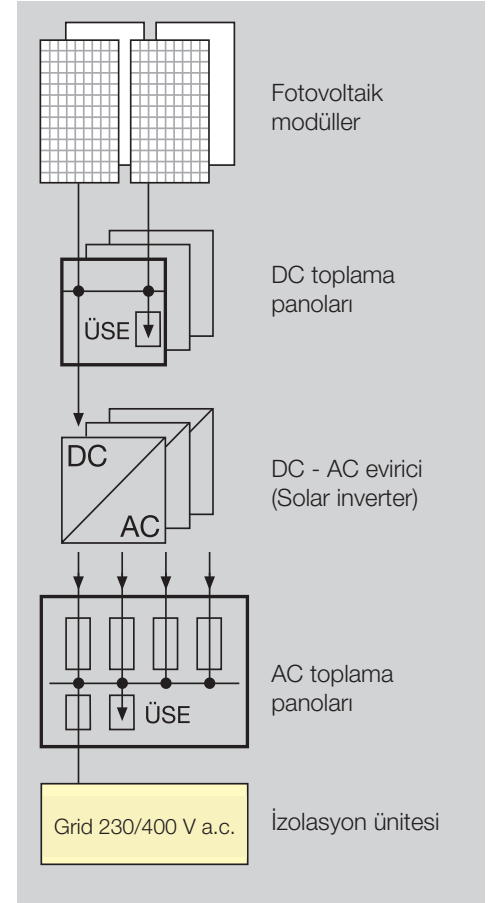 Fotovoltaik
modüller
DC toplama
panoları
ÜSE
DC - AC evirici
(Solar inverter)
DC
AC
AC toplama
panoları
ÜSE
Grid 230/400 V a.c.
İzolasyon ünitesi